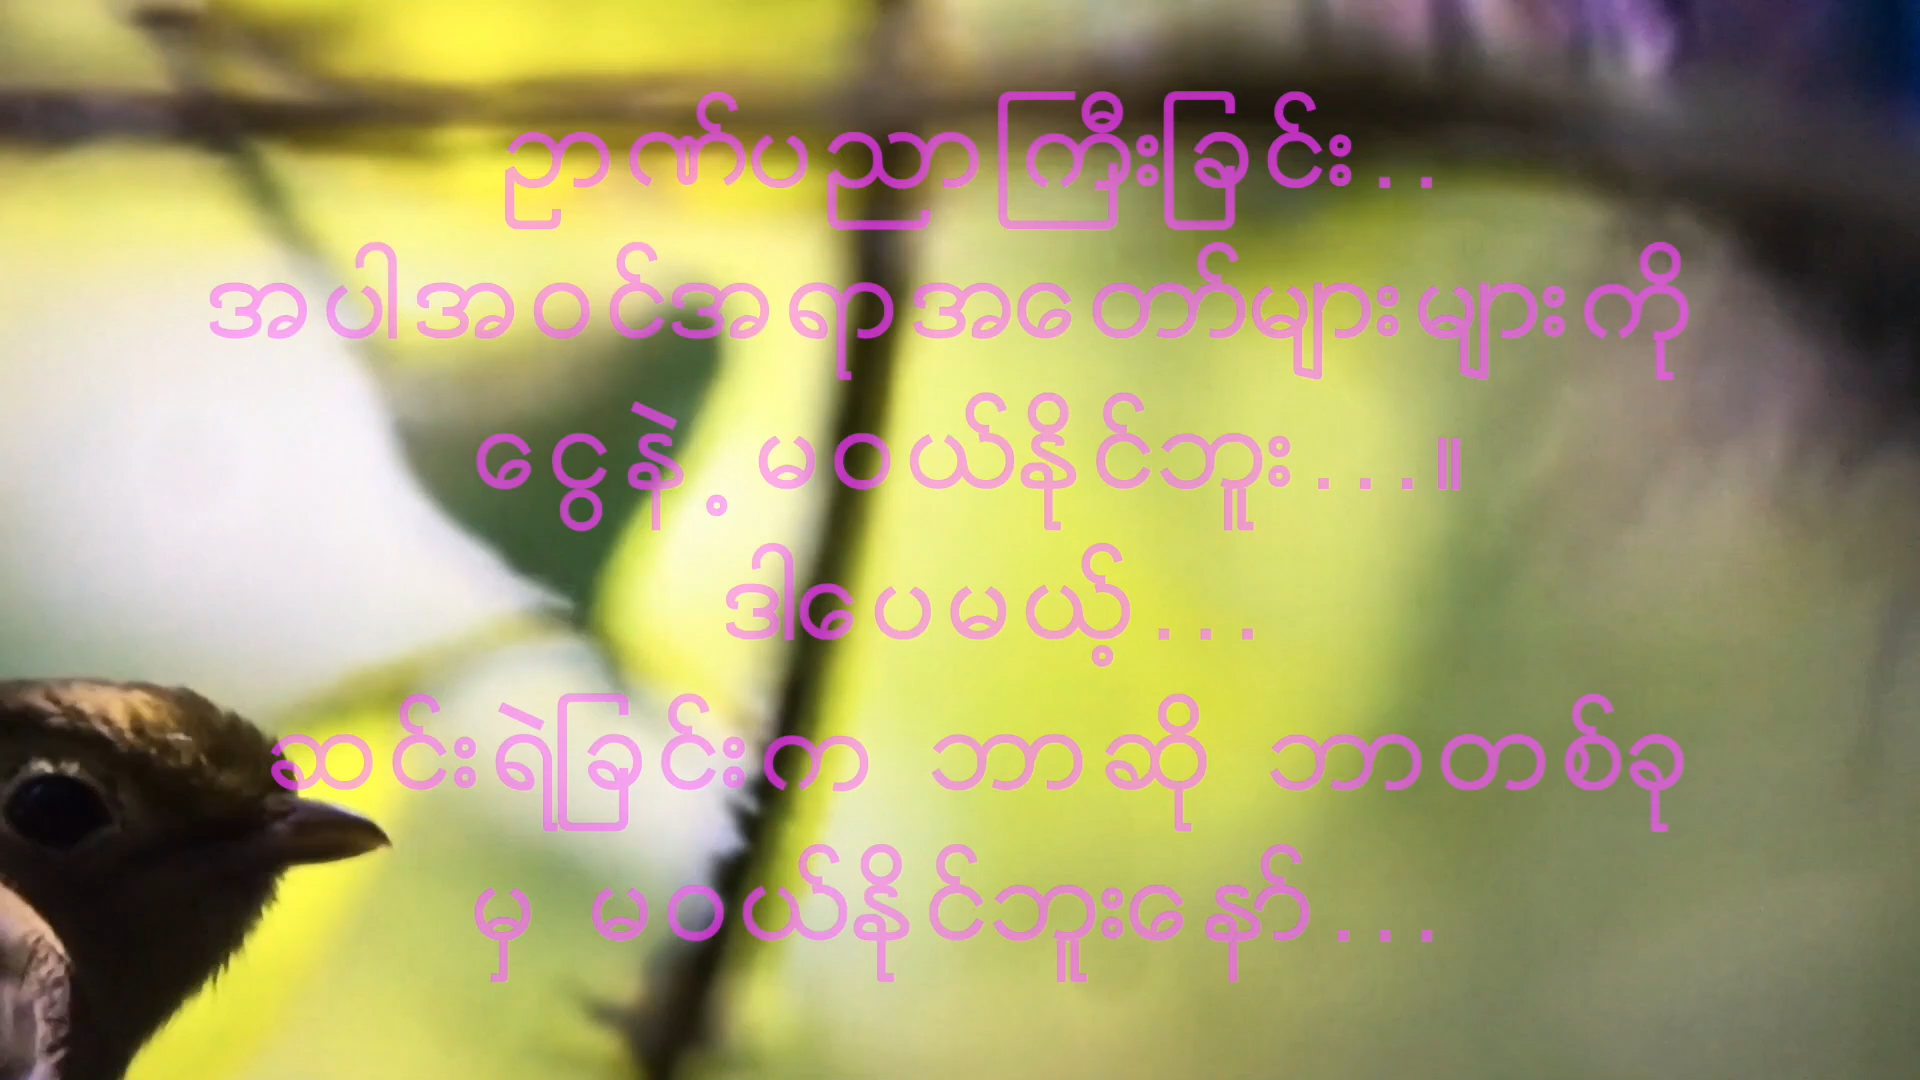 ဉာဏ်ပညာကြီးခြင်း..
အပါအဝင်အရာအတော်များများကို
ငွေနဲ့ မဝယ်နိုင်ဘူး...။
ဒါပေမယ့်...
ဆင်းရဲခြင်းက ဘာဆို ဘာတစ်ခု
မှ မဝယ်နိုင်ဘူးနော်...